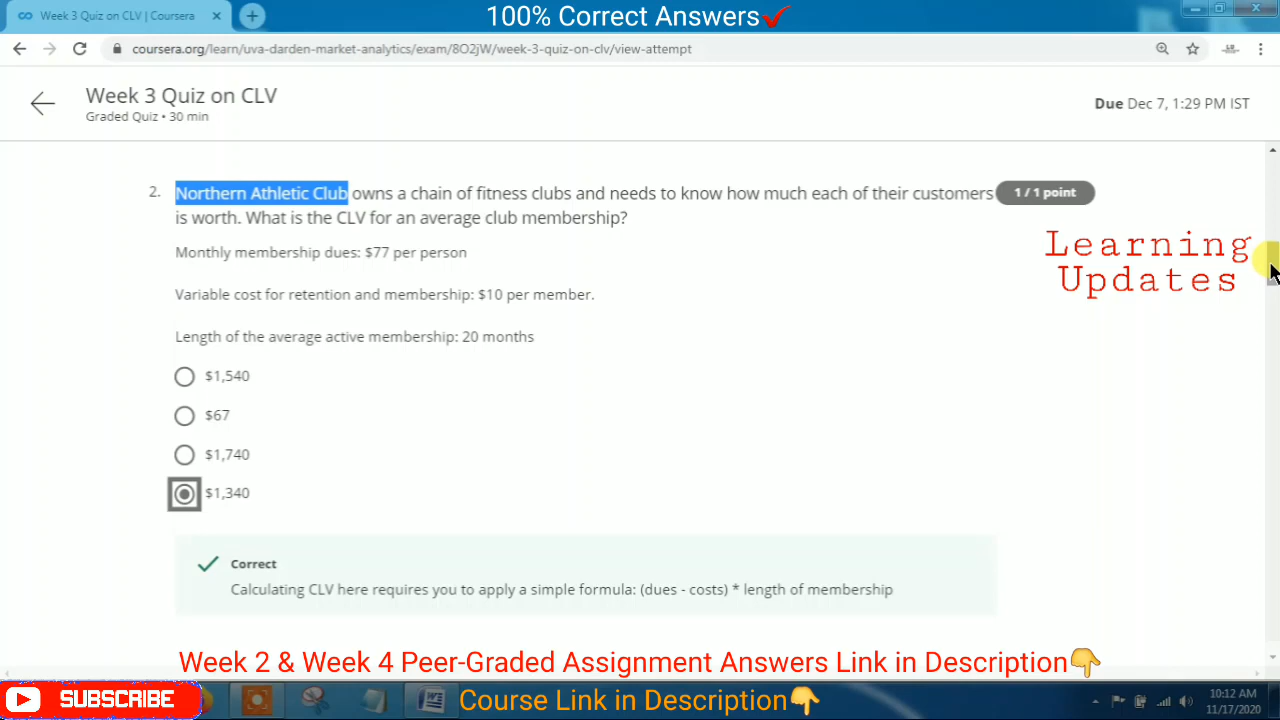 Week 3 Quiz on CLV | Coursera
100% Correct Answers
coursera.org/learn/uva-darden-market-analytics/exam/8O2jW/week-3-quiz-on-clv/view-attempt
Week 3 Quiz on CLV
Graded Quiz • 30 min
Due Dec 7, 1:29 PM IST
2. Northern Athletic Club owns a chain of fitness clubs and needs to know how much each of their customers
1 / 1 point
is worth. What is the CLV for an average club membership?
Learning
Updates
Monthly membership dues: $77 per person
Variable cost for retention and membership: $10 per member.
Length of the average active membership: 20 months
$1,540
$67
$1,740
$1,340
Correct
Calculating CLV here requires you to apply a simple formula: (dues - costs) * length of membership
Week 2 & Week 4 Peer-Graded Assignment Answers Link in Description👇
SUBSCRIBE
Course Link in Description👇
10:12 AM
11/17/2020